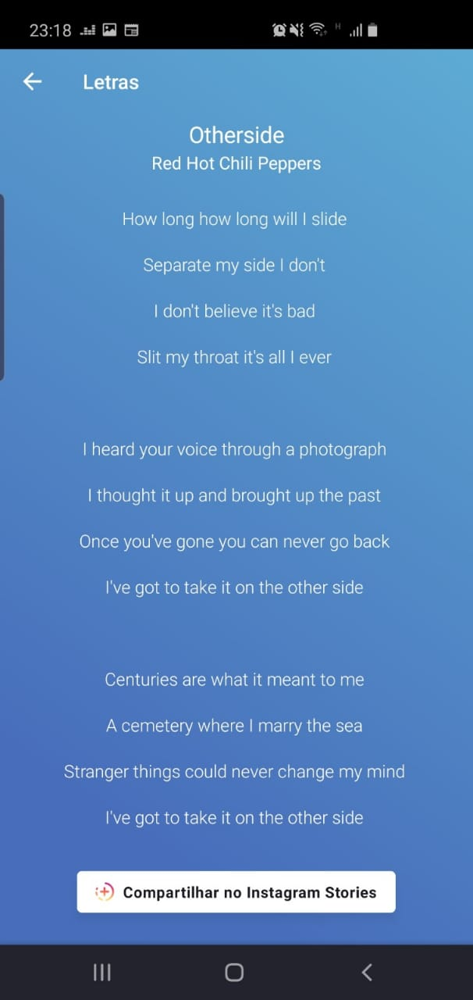 23:18
H
Letras
Otherside
Red Hot Chili Peppers
How long how long will I slide
Separate my side I don't
I don't believe it's bad
Slit my throat it's all I ever
I heard your voice through a photograph
I thought it up and brought up the past
Once you've gone you can never go back
I've got to take it on the other side
Centuries are what it meant to me
A cemetery where I marry the sea
Stranger things could never change my mind
I've got to take it on the other side
Compartilhar no Instagram Stories